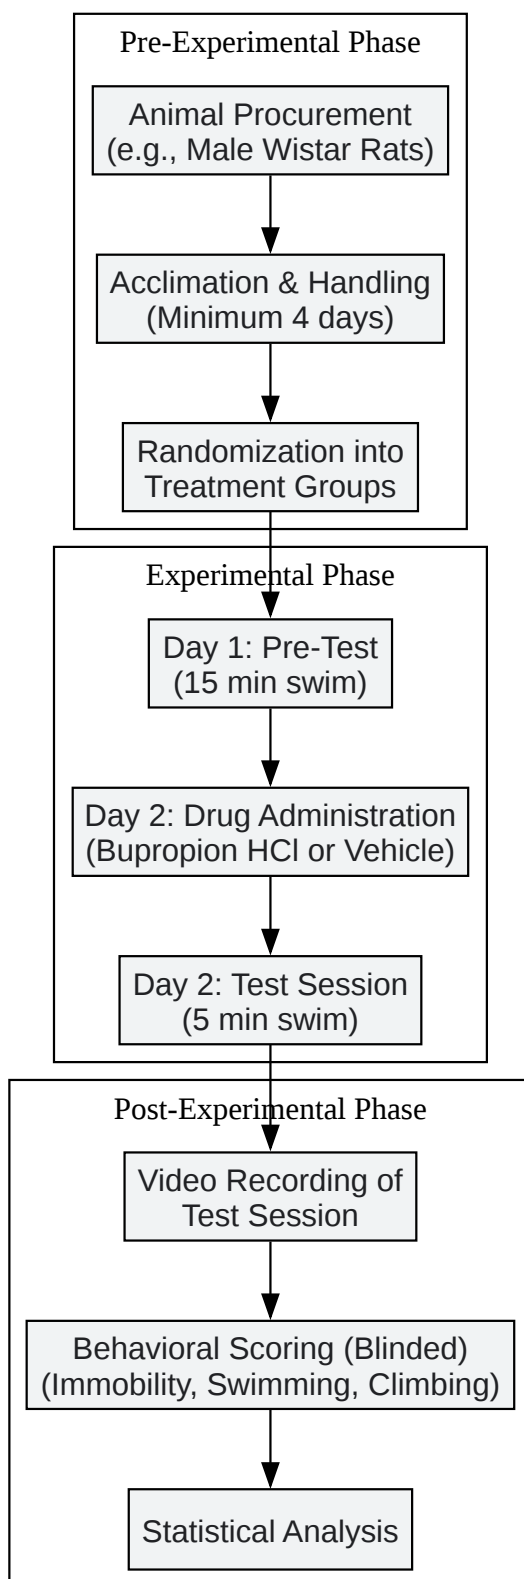 Pre-Experimental Phase
Animal Procurement
(e.g., Male Wistar Rats)
Acclimation & Handling
(Minimum 4 days)
Randomization into
Treatment Groups
Experimental Phase
Day 1: Pre-Test
(15 min swim)
Day 2: Drug Administration
(Bupropion HCl or Vehicle)
Day 2: Test Session
(5 min swim)
Post-Experimental Phase
Video Recording of
Test Session
Behavioral Scoring (Blinded)
(Immobility, Swimming, Climbing)
Statistical Analysis